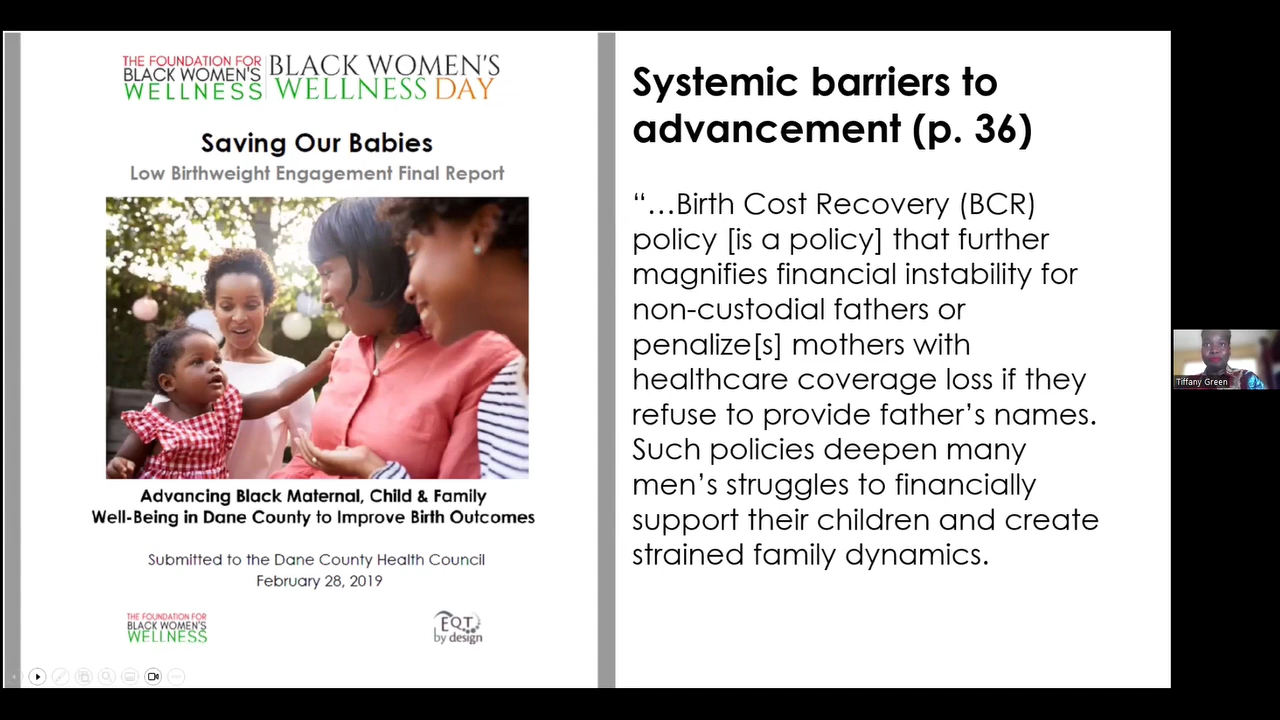 THE FOUNDATION FOR
BLACK WOMEN'S
WELLNESS
BLACK WOMEN'S
WELLNESS DAY
Saving Our Babies
Low Birthweight Engagement Final Report
Advancing Black Maternal, Child & Family
Well-Being in Dane County to Improve Birth Outcomes
Submitted to the Dane County Health Council
February 28, 2019
THE FOUNDATION FOR
BLACK WOMEN'S
WELLNESS
EQT
by design
Systemic barriers to
advancement (p. 36)
“…Birth Cost Recovery (BCR)
policy [is a policy] that further
magnifies financial instability for
non-custodial fathers or
penalize[s] mothers with
healthcare coverage loss if they
refuse to provide father’s names.
Such policies deepen many
men’s struggles to financially
support their children and create
strained family dynamics.
Tiffany Green